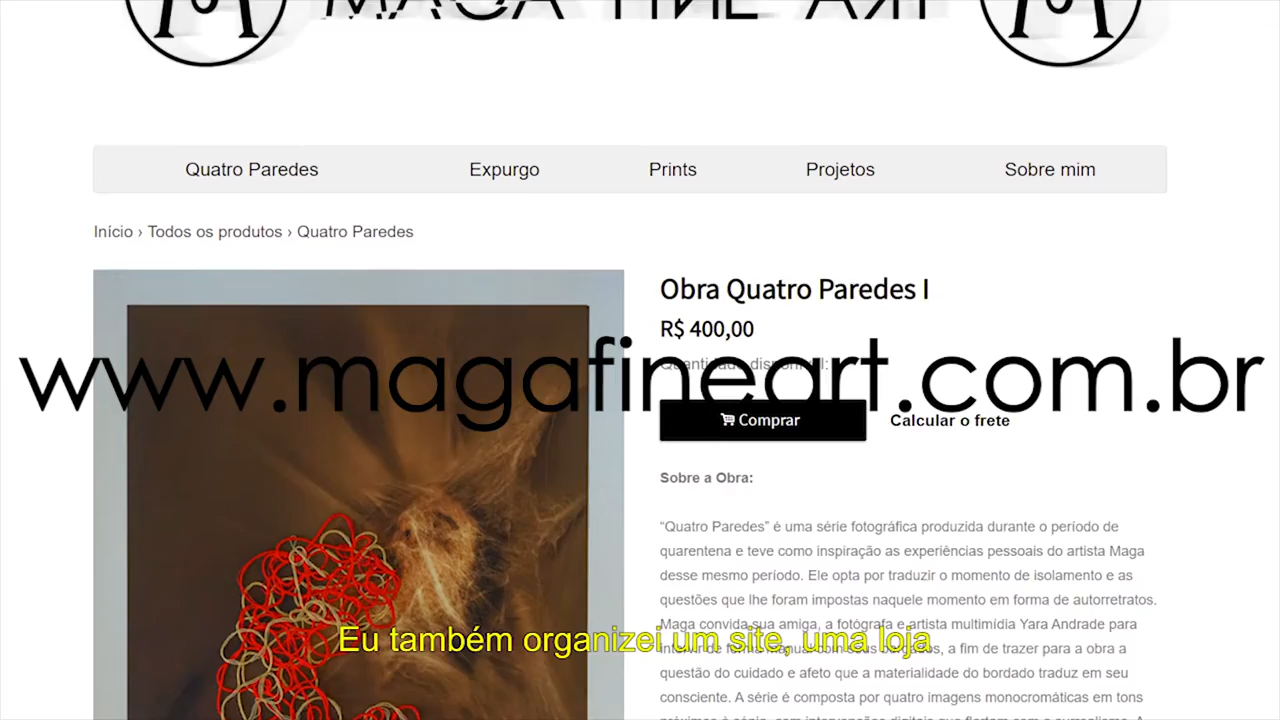 MAGA FINE ART
Quatro Paredes Expurgo Prints Projetos Sobre mim
Início › Todos os produtos › Quatro Paredes
Obra Quatro Paredes I
R$ 400,00
www.magafineart.com.br
Comprar
Calcular o frete
Sobre a Obra:
“Quatro Paredes” é uma série fotográfica produzida durante o período de
quarentena e teve como inspiração as experiências pessoais do artista Maga
desse mesmo período. Ele opta por traduzir o momento de isolamento e as
questões que lhe foram impostas naquele momento em forma de autorretratos.
Maga convida sua amiga, a fotógrafa e artista multimídia Yara Andrade para
Eu também organizei um site, uma loja
a fim de trazer para a obra a
questão do cuidado e afeto que a materialidade do bordado traduz em seu
consciente. A série é composta por quatro imagens monocromáticas em tons